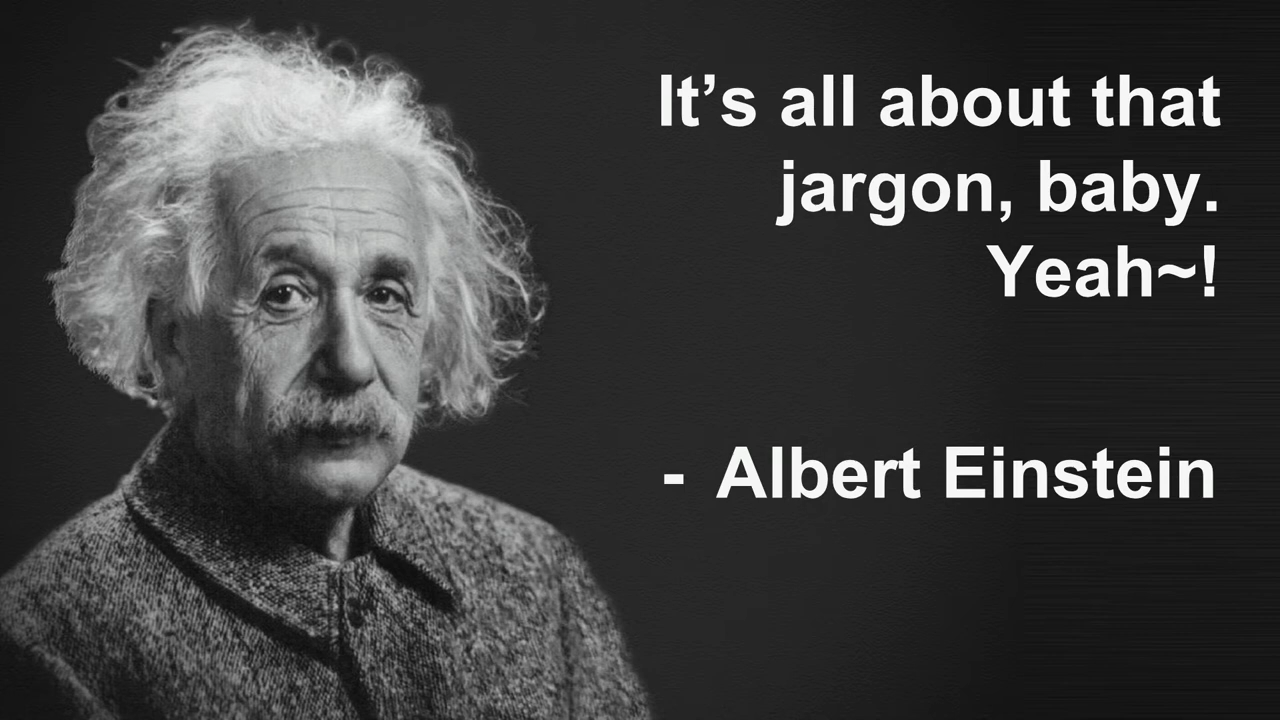 It’s all about that
jargon, baby.
Yeah~!
- Albert Einstein